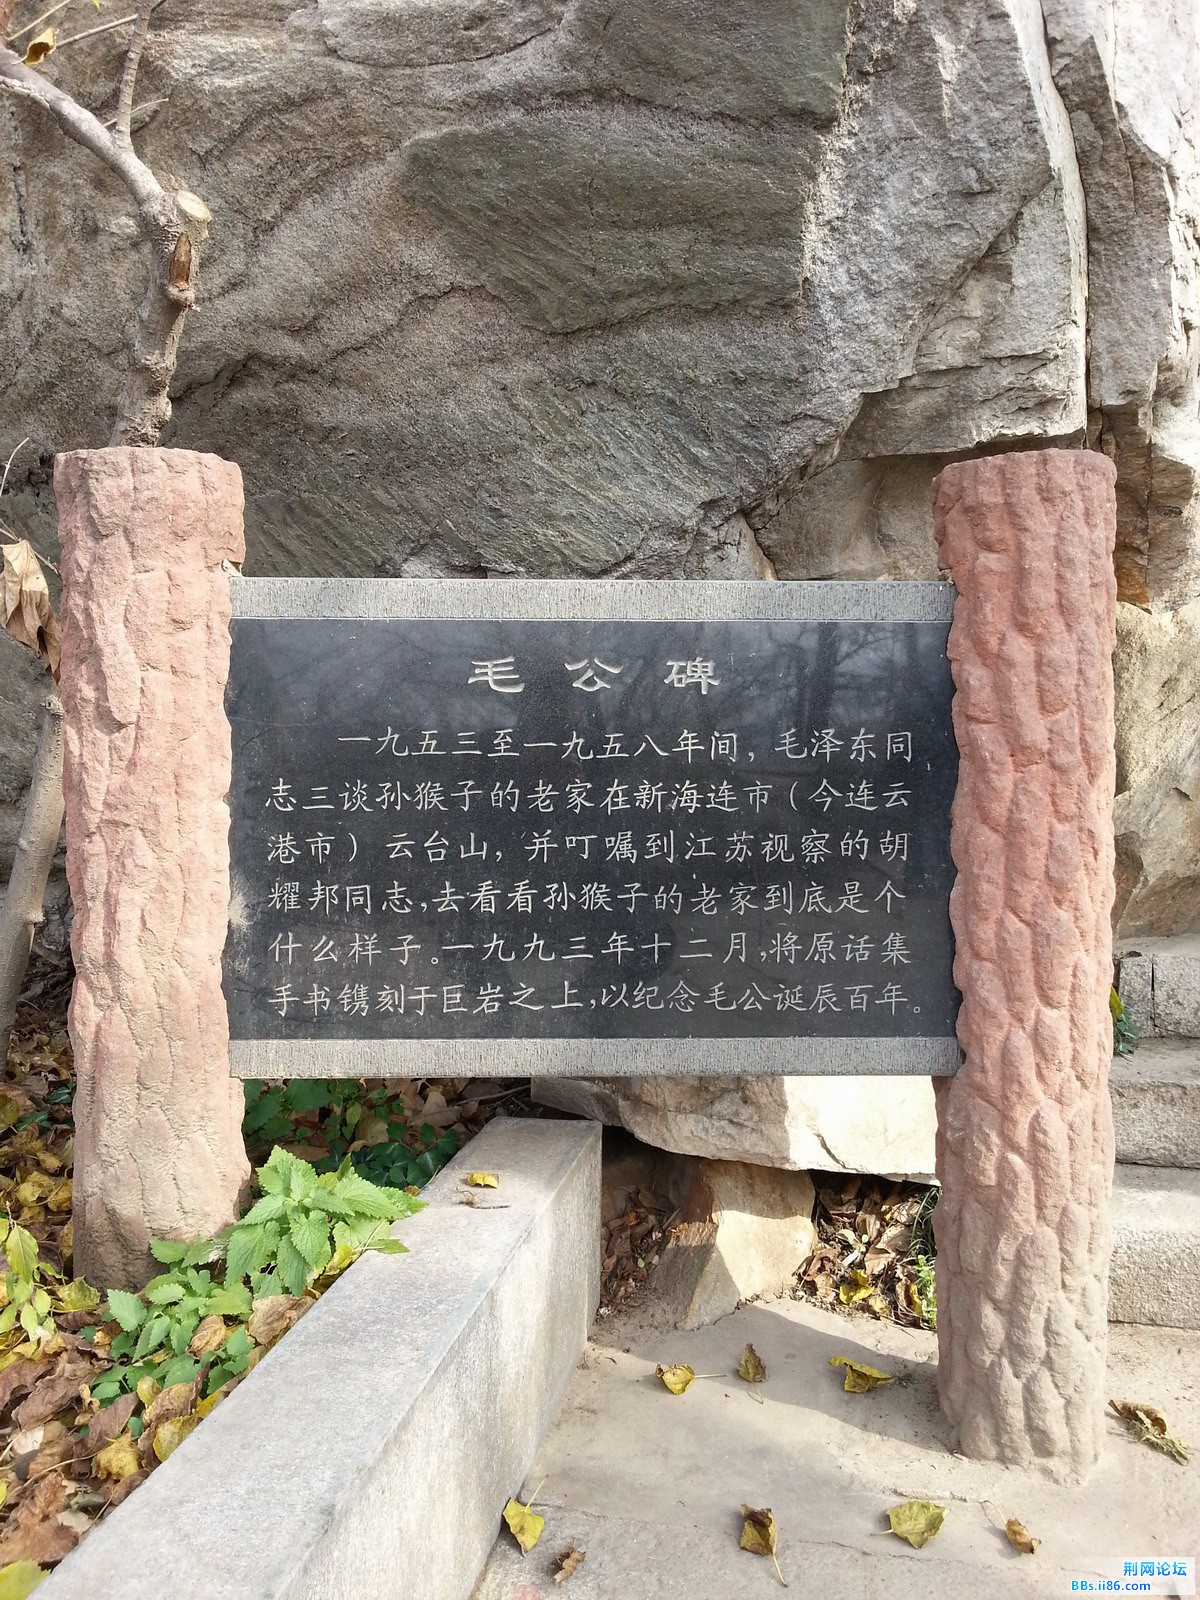 毛公碑
一九五三至一九五八年间，毛泽东同
志三谈孙猴子的老家在新海连市（今连云
港市）云台山，并叮嘱到江苏视察的胡
耀邦同志，去看看孙猴子的老家到底是个
什么样子。一九九三年十二月，将原话集
手书镌刻于巨岩之上，以纪念毛公诞辰百年。
荆网论坛
BBs.ii86.com